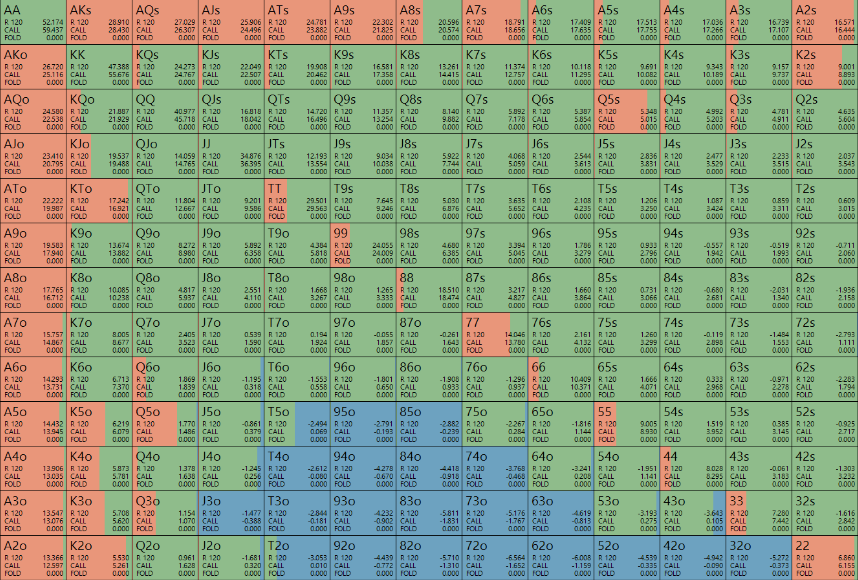 AA AKs AQs AJs ATs A9s A8s A7s A6s A5s A4s A3s A2s
R 120 52.174 R 120 28.910 R 120 27.029 R 120 25.906 R 120 24.781 R 120 22.302 R 120 20.596 R 120 18.791 R 120 17.409 R 120 17.513 R 120 17.036 R 120 16.739 R 120 16.571
CALL 59.437 CALL 28.430 CALL 26.307 CALL 24.496 CALL 23.882 CALL 21.825 CALL 20.574 CALL 18.656 CALL 17.635 CALL 17.755 CALL 17.266 CALL 17.107 CALL 16.444
FOLD 0.000 FOLD 0.000 FOLD 0.000 FOLD 0.000 FOLD 0.000 FOLD 0.000 FOLD 0.000 FOLD 0.000 FOLD 0.000 FOLD 0.000 FOLD 0.000 FOLD 0.000 FOLD 0.000
AKo KK KQs KJs KTs K9s K8s K7s K6s K5s K4s K3s K2s
R 120 26.720 R 120 47.388 R 120 24.273 R 120 22.049 R 120 19.908 R 120 16.581 R 120 13.261 R 120 11.374 R 120 10.118 R 120 9.691 R 120 9.343 R 120 9.157 R 120 9.001
CALL 25.116 CALL 55.676 CALL 24.767 CALL 22.507 CALL 20.462 CALL 17.358 CALL 14.415 CALL 12.757 CALL 11.295 CALL 10.082 CALL 10.189 CALL 9.737 CALL 8.893
FOLD 0.000 FOLD 0.000 FOLD 0.000 FOLD 0.000 FOLD 0.000 FOLD 0.000 FOLD 0.000 FOLD 0.000 FOLD 0.000 FOLD 0.000 FOLD 0.000 FOLD 0.000 FOLD 0.000
AQo KQo QQ QJs QTs Q9s Q8s Q7s Q6s Q5s Q4s Q3s Q2s
R 120 24.580 R 120 21.887 R 120 40.977 R 120 16.818 R 120 14.720 R 120 11.357 R 120 8.140 R 120 5.892 R 120 5.387 R 120 5.348 R 120 4.992 R 120 4.781 R 120 4.635
CALL 22.538 CALL 21.929 CALL 45.718 CALL 18.042 CALL 16.496 CALL 13.254 CALL 9.882 CALL 7.178 CALL 5.854 CALL 5.015 CALL 5.203 CALL 4.911 CALL 5.604
FOLD 0.000 FOLD 0.000 FOLD 0.000 FOLD 0.000 FOLD 0.000 FOLD 0.000 FOLD 0.000 FOLD 0.000 FOLD 0.000 FOLD 0.000 FOLD 0.000 FOLD 0.000 FOLD 0.000
AJo KJo QJo JJ JTs J9s J8s J7s J6s J5s J4s J3s J2s
R 120 23.410 R 120 19.537 R 120 14.059 R 120 34.876 R 120 12.193 R 120 9.034 R 120 5.922 R 120 4.068 R 120 2.544 R 120 2.836 R 120 2.477 R 120 2.233 R 120 2.037
CALL 20.795 CALL 19.488 CALL 14.765 CALL 36.395 CALL 13.554 CALL 10.038 CALL 7.744 CALL 5.059 CALL 3.613 CALL 3.831 CALL 3.529 CALL 3.515 CALL 3.543
FOLD 0.000 FOLD 0.000 FOLD 0.000 FOLD 0.000 FOLD 0.000 FOLD 0.000 FOLD 0.000 FOLD 0.000 FOLD 0.000 FOLD 0.000 FOLD 0.000 FOLD 0.000 FOLD 0.000
ATo KTo QTo JTo TT T9s T8s T7s T6s T5s T4s T3s T2s
R 120 22.222 R 120 17.242 R 120 11.804 R 120 9.201 R 120 29.501 R 120 7.645 R 120 5.030 R 120 3.635 R 120 2.108 R 120 1.206 R 120 1.087 R 120 0.859 R 120 0.609
CALL 19.987 CALL 16.921 CALL 12.667 CALL 9.586 CALL 29.563 CALL 9.246 CALL 6.876 CALL 5.652 CALL 4.235 CALL 3.250 CALL 3.424 CALL 3.311 CALL 3.015
FOLD 0.000 FOLD 0.000 FOLD 0.000 FOLD 0.000 FOLD 0.000 FOLD 0.000 FOLD 0.000 FOLD 0.000 FOLD 0.000 FOLD 0.000 FOLD 0.000 FOLD 0.000 FOLD 0.000
A9o K9o Q9o J9o T9o 99 98s 97s 96s 95s 94s 93s 92s
R 120 19.583 R 120 13.674 R 120 8.272 R 120 5.892 R 120 4.384 R 120 24.055 R 120 4.680 R 120 3.394 R 120 1.786 R 120 0.933 R 120 -0.557 R 120 -0.519 R 120 -0.711
CALL 17.940 CALL 13.882 CALL 8.980 CALL 6.358 CALL 5.818 CALL 24.009 CALL 6.385 CALL 5.045 CALL 3.279 CALL 2.796 CALL 1.942 CALL 1.993 CALL 2.060
FOLD 0.000 FOLD 0.000 FOLD 0.000 FOLD 0.000 FOLD 0.000 FOLD 0.000 FOLD 0.000 FOLD 0.000 FOLD 0.000 FOLD 0.000 FOLD 0.000 FOLD 0.000 FOLD 0.000
A8o K8o Q8o J8o T8o 98o 88 87s 86s 85s 84s 83s 82s
R 120 17.765 R 120 10.085 R 120 4.817 R 120 2.551 R 120 1.668 R 120 1.265 R 120 18.510 R 120 3.217 R 120 1.660 R 120 0.731 R 120 -0.680 R 120 -2.031 R 120 -1.936
CALL 16.712 CALL 10.238 CALL 5.937 CALL 4.110 CALL 3.267 CALL 3.333 CALL 18.474 CALL 4.827 CALL 3.864 CALL 3.066 CALL 2.681 CALL 1.340 CALL 2.158
FOLD 0.000 FOLD 0.000 FOLD 0.000 FOLD 0.000 FOLD 0.000 FOLD 0.000 FOLD 0.000 FOLD 0.000 FOLD 0.000 FOLD 0.000 FOLD 0.000 FOLD 0.000 FOLD 0.000
A7o K7o Q7o J7o T7o 97o 87o 77 76s 75s 74s 73s 72s
R 120 15.757 R 120 8.005 R 120 2.405 R 120 0.539 R 120 0.194 R 120 -0.055 R 120 -0.261 R 120 14.046 R 120 2.161 R 120 1.260 R 120 -0.119 R 120 -1.484 R 120 -2.793
CALL 14.867 CALL 8.677 CALL 3.523 CALL 1.590 CALL 1.924 CALL 1.857 CALL 1.643 CALL 13.780 CALL 4.132 CALL 3.299 CALL 2.898 CALL 1.553 CALL 1.111
FOLD 0.000 FOLD 0.000 FOLD 0.000 FOLD 0.000 FOLD 0.000 FOLD 0.000 FOLD 0.000 FOLD 0.000 FOLD 0.000 FOLD 0.000 FOLD 0.000 FOLD 0.000 FOLD 0.000
A6o K6o Q6o J6o T6o 96o 86o 76o 66 65s 64s 63s 62s
R 120 14.293 R 120 6.713 R 120 1.869 R 120 -1.195 R 120 -1.553 R 120 -1.801 R 120 -1.908 R 120 -1.296 R 120 10.409 R 120 1.666 R 120 0.333 R 120 -0.971 R 120 -2.283
CALL 13.731 CALL 7.370 CALL 1.839 CALL 0.318 CALL 0.558 CALL 0.650 CALL 0.933 CALL 0.937 CALL 10.371 CALL 4.071 CALL 2.968 CALL 2.278 CALL 1.794
FOLD 0.000 FOLD 0.000 FOLD 0.000 FOLD 0.000 FOLD 0.000 FOLD 0.000 FOLD 0.000 FOLD 0.000 FOLD 0.000 FOLD 0.000 FOLD 0.000 FOLD 0.000 FOLD 0.000
A5o K5o Q5o J5o T5o 95o 85o 75o 65o 55 54s 53s 52s
R 120 14.432 R 120 6.219 R 120 1.770 R 120 -0.861 R 120 -2.494 R 120 -2.791 R 120 -2.882 R 120 -2.267 R 120 -1.816 R 120 9.005 R 120 1.519 R 120 0.385 R 120 -0.925
CALL 13.945 CALL 6.079 CALL 1.486 CALL 0.379 CALL 0.069 CALL -0.193 CALL -0.239 CALL 0.284 CALL 1.144 CALL 8.930 CALL 3.952 CALL 3.145 CALL 2.717
FOLD 0.000 FOLD 0.000 FOLD 0.000 FOLD 0.000 FOLD 0.000 FOLD 0.000 FOLD 0.000 FOLD 0.000 FOLD 0.000 FOLD 0.000 FOLD 0.000 FOLD 0.000 FOLD 0.000
A4o K4o Q4o J4o T4o 94o 84o 74o 64o 54o 44 43s 42s
R 120 13.906 R 120 5.873 R 120 1.378 R 120 -1.245 R 120 -2.612 R 120 -4.278 R 120 -4.418 R 120 -3.768 R 120 -3.241 R 120 -1.951 R 120 8.028 R 120 -0.061 R 120 -1.303
CALL 13.035 CALL 5.781 CALL 1.638 CALL 0.256 CALL -0.080 CALL -0.670 CALL -0.918 CALL -0.468 CALL 0.208 CALL 1.141 CALL 8.295 CALL 3.183 CALL 3.232
FOLD 0.000 FOLD 0.000 FOLD 0.000 FOLD 0.000 FOLD 0.000 FOLD 0.000 FOLD 0.000 FOLD 0.000 FOLD 0.000 FOLD 0.000 FOLD 0.000 FOLD 0.000 FOLD 0.000
A3o K3o Q3o J3o T3o 93o 83o 73o 63o 53o 43o 33 32s
R 120 13.547 R 120 5.708 R 120 1.154 R 120 -1.477 R 120 -2.844 R 120 -4.232 R 120 -5.811 R 120 -5.176 R 120 -4.619 R 120 -3.193 R 120 -3.643 R 120 7.280 R 120 -1.616
CALL 13.076 CALL 5.620 CALL 1.070 CALL -0.388 CALL -0.181 CALL -0.902 CALL -1.831 CALL -1.767 CALL -0.813 CALL 0.275 CALL 0.105 CALL 7.442 CALL 2.842
FOLD 0.000 FOLD 0.000 FOLD 0.000 FOLD 0.000 FOLD 0.000 FOLD 0.000 FOLD 0.000 FOLD 0.000 FOLD 0.000 FOLD 0.000 FOLD 0.000 FOLD 0.000 FOLD 0.000
A2o K2o Q2o J2o T2o 92o 82o 72o 62o 52o 42o 32o 22
R 120 13.366 R 120 5.530 R 120 0.961 R 120 -1.681 R 120 -3.053 R 120 -4.439 R 120 -5.710 R 120 -6.564 R 120 -6.008 R 120 -4.539 R 120 -4.942 R 120 -5.272 R 120 6.860
CALL 12.597 CALL 5.261 CALL 1.628 CALL 0.320 CALL 0.010 CALL -0.772 CALL -1.310 CALL -1.652 CALL -1.159 CALL -0.335 CALL -0.090 CALL -0.373 CALL 6.155
FOLD 0.000 FOLD 0.000 FOLD 0.000 FOLD 0.000 FOLD 0.000 FOLD 0.000 FOLD 0.000 FOLD 0.000 FOLD 0.000 FOLD 0.000 FOLD 0.000 FOLD 0.000 FOLD 0.000